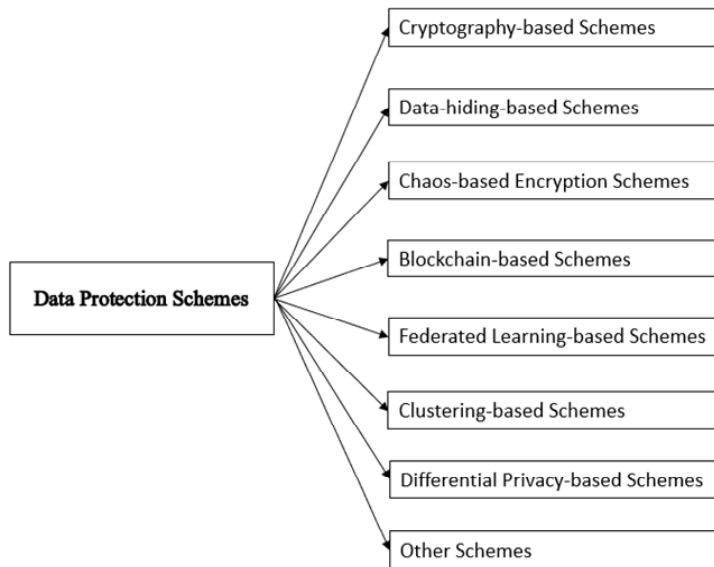 Cryptography-based Schemes
Data-hiding-based Schemes
Chaos-based Encryption Schemes
Blockchain-based Schemes
Data Protection Schemes
Federated Learning-based Schemes
Clustering-based Schemes
Differential Privacy-based Schemes
Other Schemes